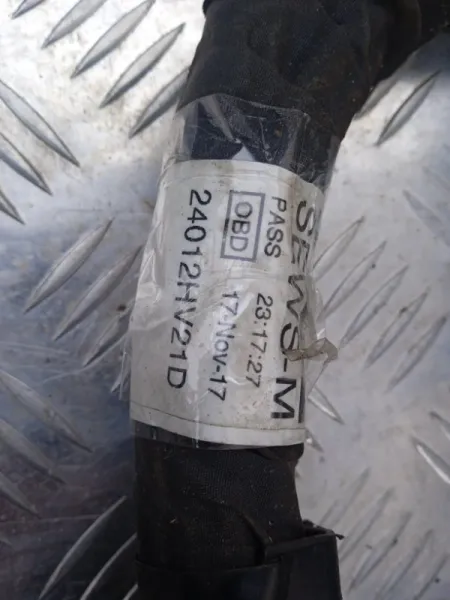 SEWS-M
PASS 23:17:27
OBD 17-Nov-17
24012HV21D